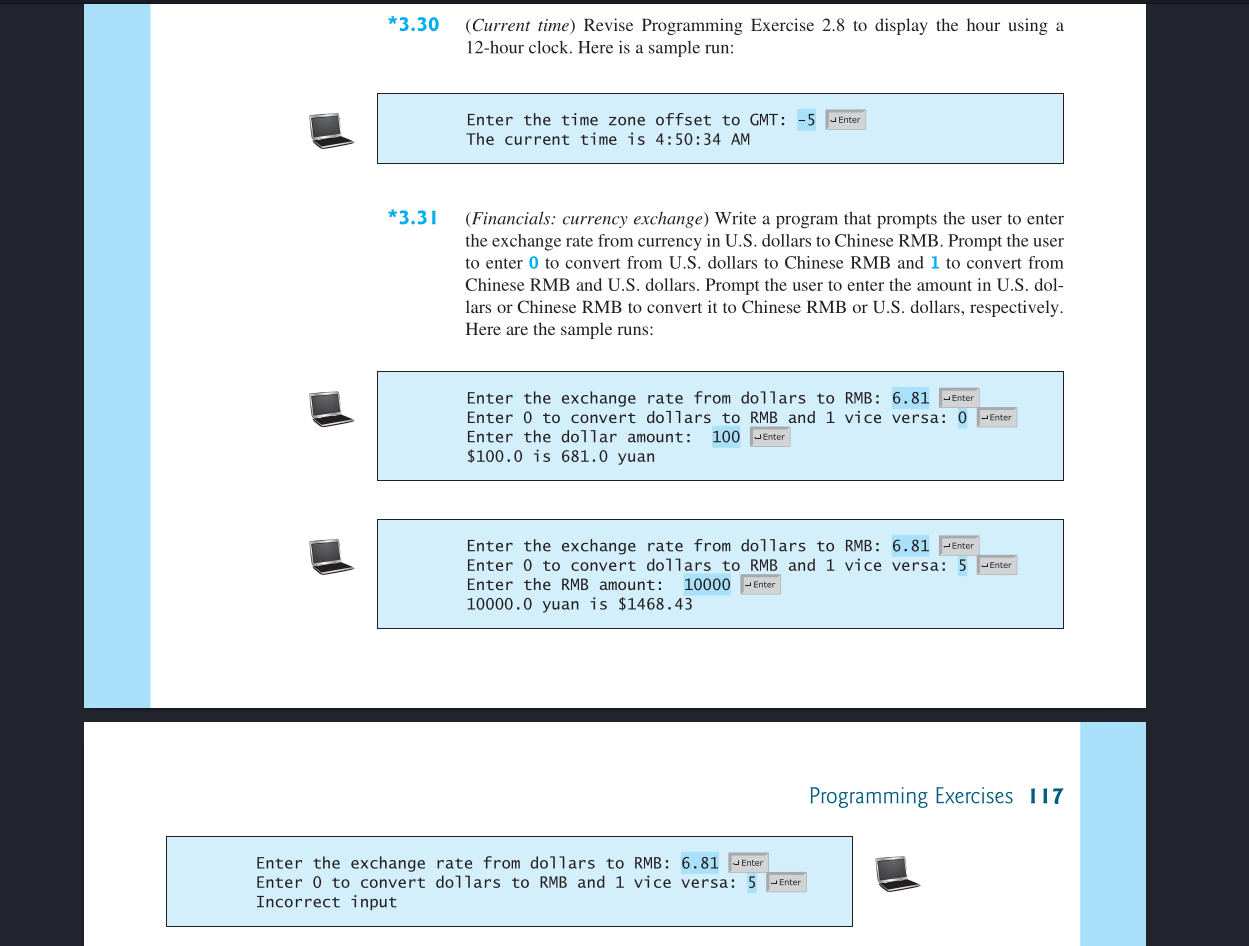 *3.30 (Current time) Revise Programming Exercise 2.8 to display the hour using a
12-hour clock. Here is a sample run:
Enter the time zone offset to GMT: -5 ↵Enter
The current time is 4:50:34 AM
*3.31 (Financials: currency exchange) Write a program that prompts the user to enter
the exchange rate from currency in U.S. dollars to Chinese RMB. Prompt the user
to enter 0 to convert from U.S. dollars to Chinese RMB and 1 to convert from
Chinese RMB and U.S. dollars. Prompt the user to enter the amount in U.S. dol-
lars or Chinese RMB to convert it to Chinese RMB or U.S. dollars, respectively.
Here are the sample runs:
Enter the exchange rate from dollars to RMB: 6.81 ↵Enter
Enter 0 to convert dollars to RMB and 1 vice versa: 0 ↵Enter
Enter the dollar amount: 100 ↵Enter
$100.0 is 681.0 yuan
Enter the exchange rate from dollars to RMB: 6.81 ↵Enter
Enter 0 to convert dollars to RMB and 1 vice versa: 5 ↵Enter
Enter the RMB amount: 10000 ↵Enter
10000.0 yuan is $1468.43
Programming Exercises 117
Enter the exchange rate from dollars to RMB: 6.81 ↵Enter
Enter 0 to convert dollars to RMB and 1 vice versa: 5 ↵Enter
Incorrect input